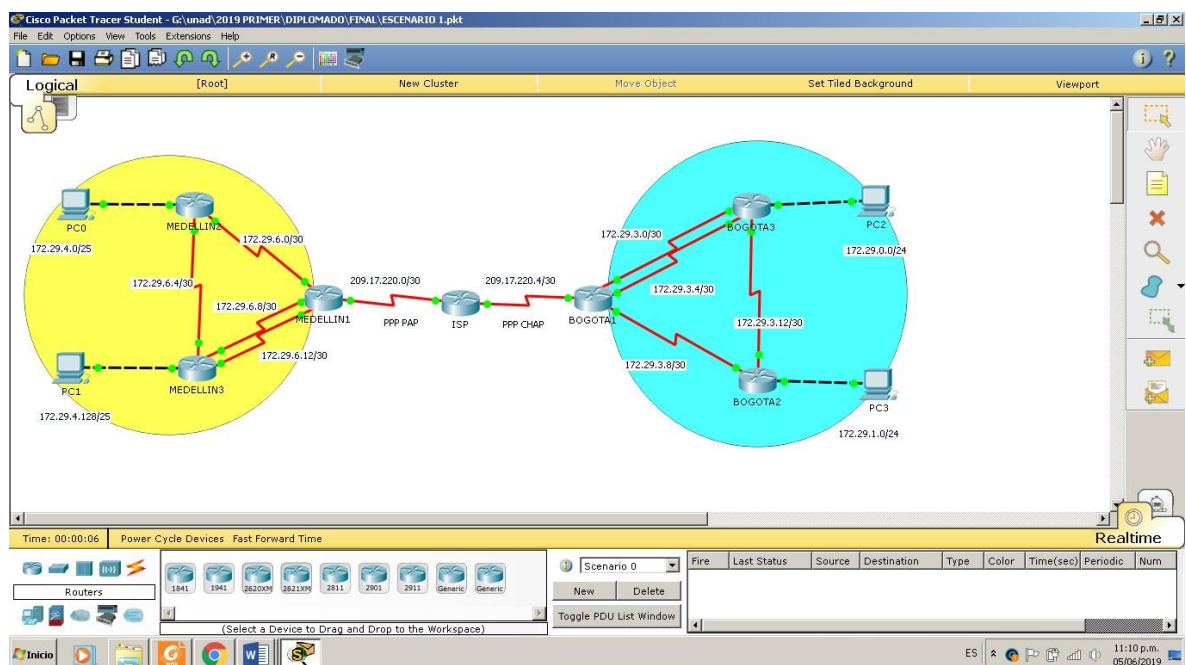 Cisco Packet Tracer Student - G:\unad\2019 PRIMER\DIPLOMADO\FINAL\ESCENARIO 1.pkt
File Edit Options View Tools Extensions Help
Logical [Root] New Cluster Move Object Set Tiled Background Viewport
PC0
172.29.4.0/25
MEDELLIN2
172.29.6.0/30
172.29.6.4/30
172.29.6.8/30
172.29.6.12/30
MEDELLIN1
PC1
172.29.4.128/25
MEDELLIN3
209.17.220.0/30
PPP PAP
ISP
209.17.220.4/30
PPP CHAP
BOGOTA1
172.29.3.0/30
BOGOTA3
PC2
172.29.0.0/24
172.29.3.4/30
172.29.3.12/30
172.29.3.8/30
BOGOTA2
PC3
172.29.1.0/24
Time: 00:00:06 Power Cycle Devices Fast Forward Time Realtime
Routers
1841 1941 2620XM 2621XM 2811 2901 2911 Generic Generic
(Select a Device to Drag and Drop to the Workspace)
Scenario 0
New Delete
Toggle PDU List Window
Fire Last Status Source Destination Type Color Time(sec) Periodic Num
Inicio
ES
11:10 p.m.
05/06/2019